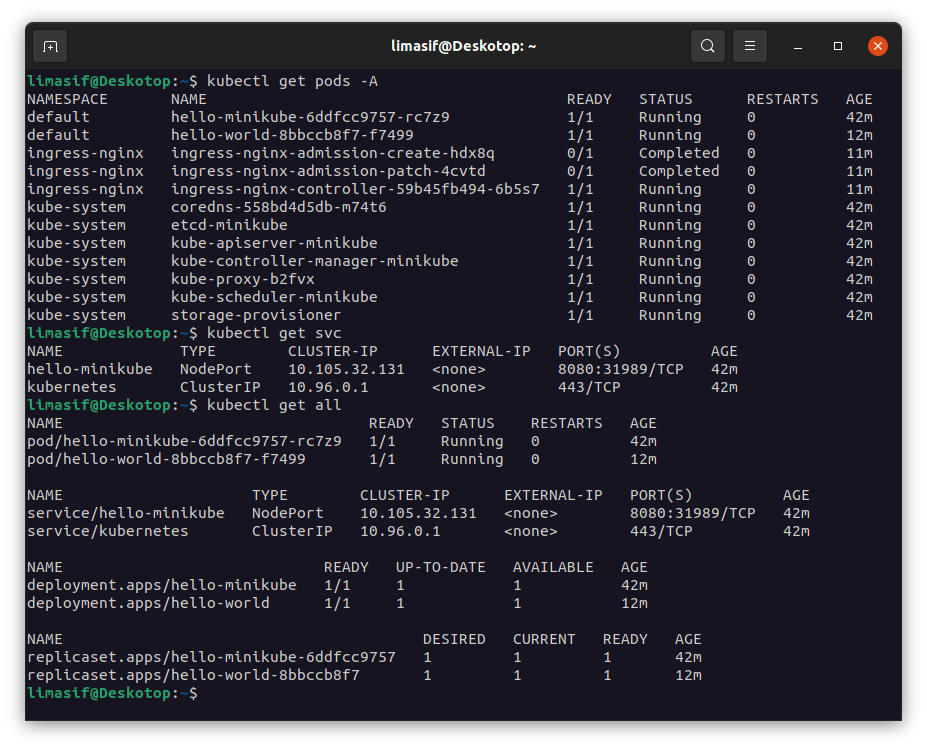 limasif@Deskotop: ~
limasif@Deskotop:~$ kubectl get pods -A
NAMESPACE NAME READY STATUS RESTARTS AGE
default hello-minikube-6ddfcc9757-rc7z9 1/1 Running 0 42m
default hello-world-8bbccb8f7-f7499 1/1 Running 0 12m
ingress-nginx ingress-nginx-admission-create-hdx8q 0/1 Completed 0 11m
ingress-nginx ingress-nginx-admission-patch-4cvtd 0/1 Completed 0 11m
ingress-nginx ingress-nginx-controller-59b45fb494-6b5s7 1/1 Running 0 11m
kube-system coredns-558bd4d5db-m74t6 1/1 Running 0 42m
kube-system etcd-minikube 1/1 Running 0 42m
kube-system kube-apiserver-minikube 1/1 Running 0 42m
kube-system kube-controller-manager-minikube 1/1 Running 0 42m
kube-system kube-proxy-b2fvx 1/1 Running 0 42m
kube-system kube-scheduler-minikube 1/1 Running 0 42m
kube-system storage-provisioner 1/1 Running 0 42m
limasif@Deskotop:~$ kubectl get svc
NAME TYPE CLUSTER-IP EXTERNAL-IP PORT(S) AGE
hello-minikube NodePort 10.105.32.131 <none> 8080:31989/TCP 42m
kubernetes ClusterIP 10.96.0.1 <none> 443/TCP 42m
limasif@Deskotop:~$ kubectl get all
NAME READY STATUS RESTARTS AGE
pod/hello-minikube-6ddfcc9757-rc7z9 1/1 Running 0 42m
pod/hello-world-8bbccb8f7-f7499 1/1 Running 0 12m
NAME TYPE CLUSTER-IP EXTERNAL-IP PORT(S) AGE
service/hello-minikube NodePort 10.105.32.131 <none> 8080:31989/TCP 42m
service/kubernetes ClusterIP 10.96.0.1 <none> 443/TCP 42m
NAME READY UP-TO-DATE AVAILABLE AGE
deployment.apps/hello-minikube 1/1 1 1 42m
deployment.apps/hello-world 1/1 1 1 12m
NAME DESIRED CURRENT READY AGE
replicaset.apps/hello-minikube-6ddfcc9757 1 1 1 42m
replicaset.apps/hello-world-8bbccb8f7 1 1 1 12m
limasif@Deskotop:~$